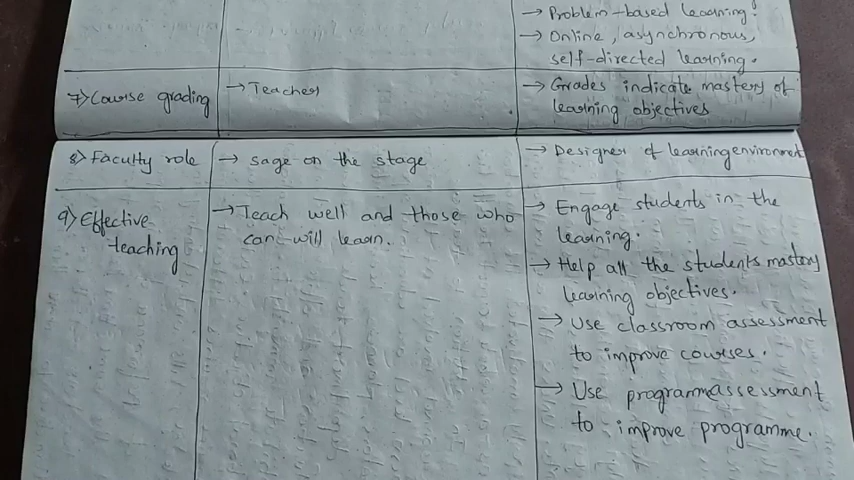 → Problem-based learning.
→ Online, asynchronous,
self-directed learning.
7) Course grading
→ Teacher
→ Grades indicate mastery of
learning objectives
8) Faculty role
→ sage on the stage
→ Designer of learning environment
9) Effective
teaching
→ Teach well and those who
can will learn.
→ Engage students in the
learning.
→ Help all the students mastery
learning objectives.
→ Use classroom assessment
to improve courses.
→ Use programmassessment
to improve programme.